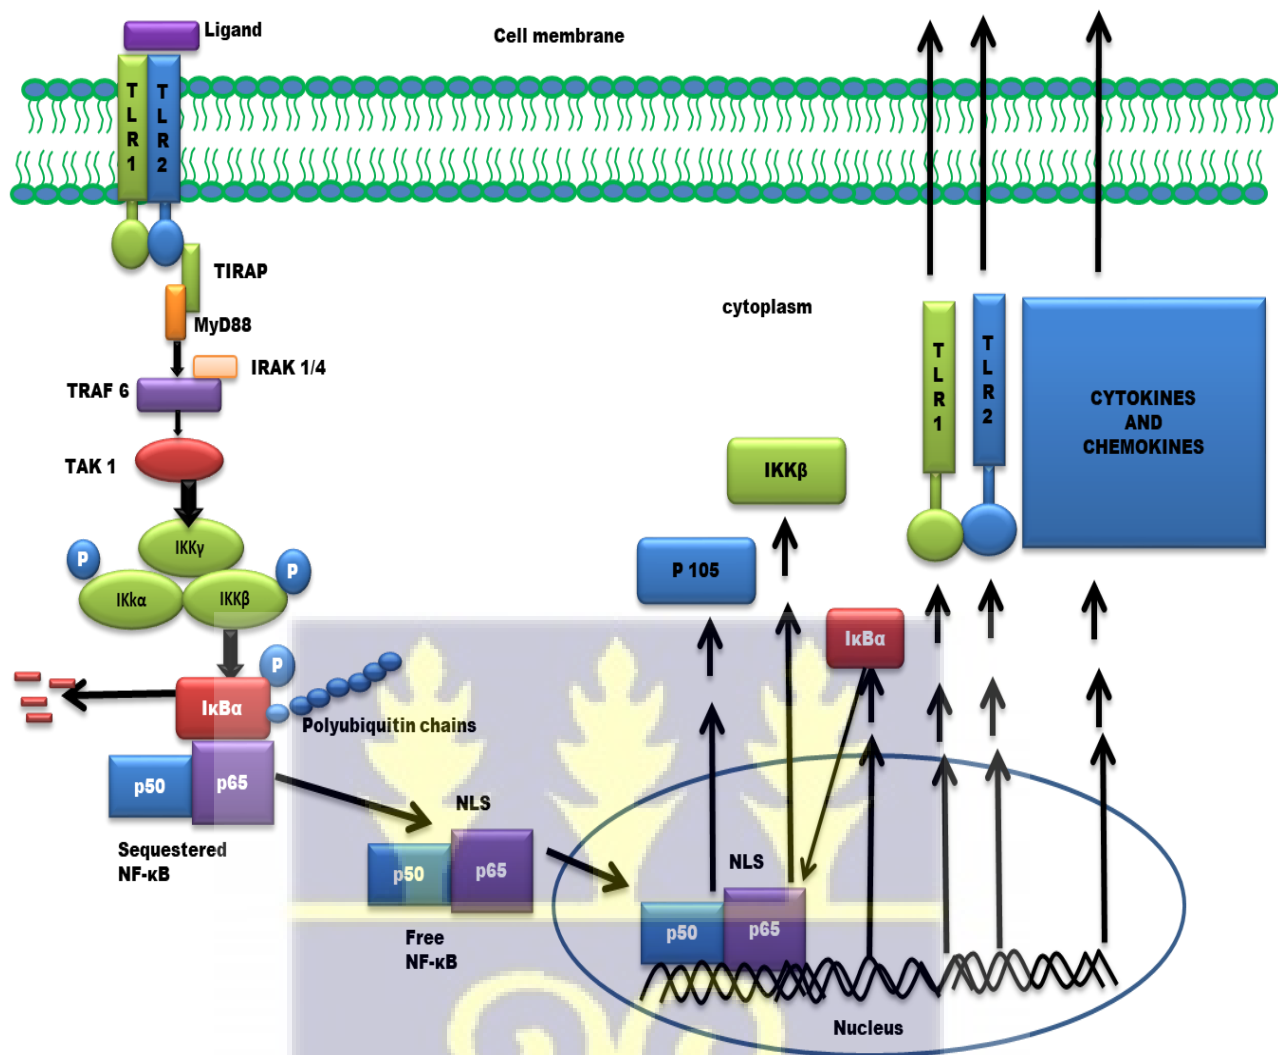 Ligand
Cell membrane
T
L
R
1
T
L
R
2
TIRAP
MyD88
IRAK 1/4
TRAF 6
TAK 1
IKKγ
P
P
IKkα
IKKβ
P
IκBα
Polyubiquitin chains
p50
p65
Sequestered
NF-κB
NLS
p50
p65
Free
NF-κB
cytoplasm
IKKβ
P 105
IκBα
T
L
R
1
T
L
R
2
CYTOKINES
AND
CHEMOKINES
NLS
p50
p65
Nucleus